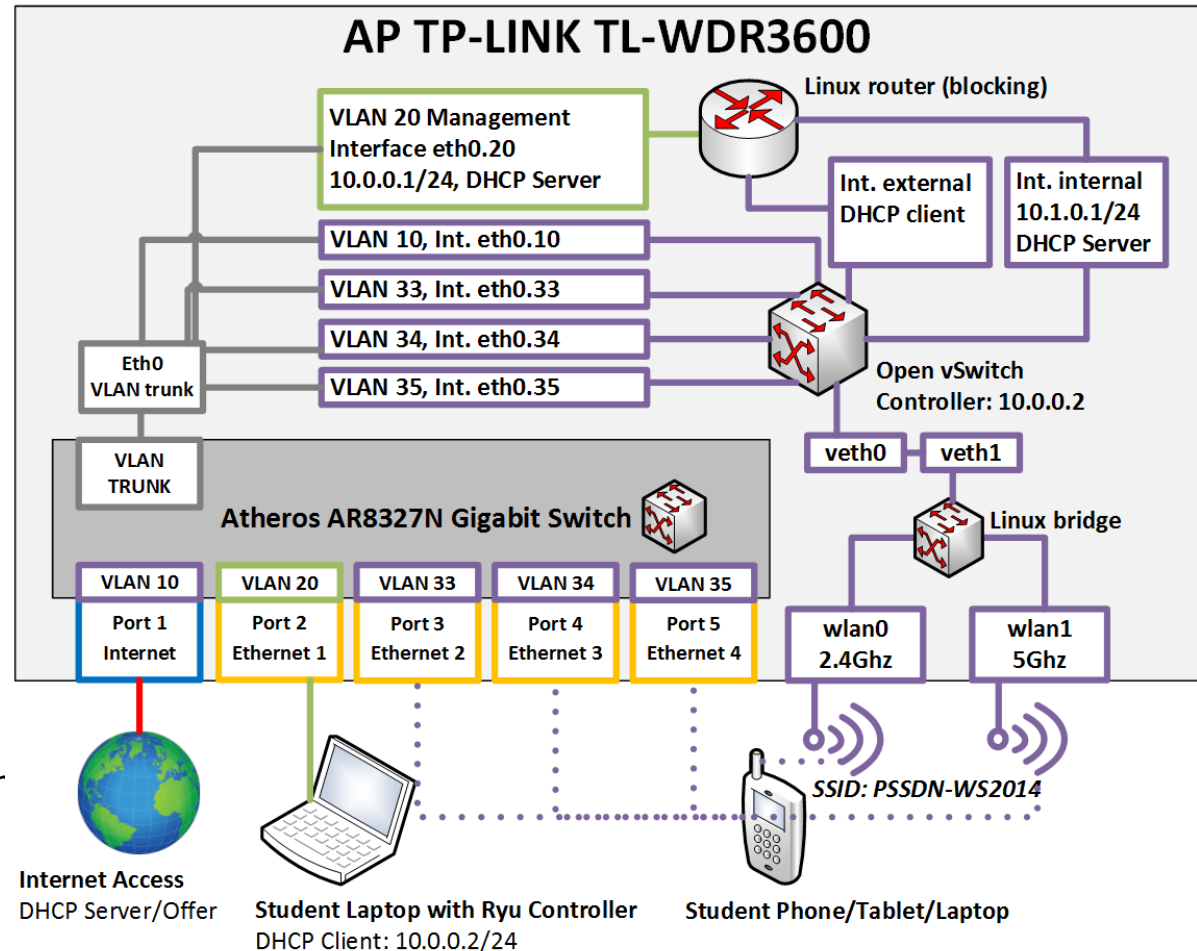 AP TP-LINK TL-WDR3600
Linux router (blocking)
VLAN 20 Management
Interface eth0.20
10.0.0.1/24, DHCP Server
Int. external
DHCP client
Int. internal
10.1.0.1/24
DHCP Server
VLAN 10, Int. eth0.10
VLAN 33, Int. eth0.33
VLAN 34, Int. eth0.34
VLAN 35, Int. eth0.35
Eth0
VLAN trunk
Open vSwitch
Controller: 10.0.0.2
VLAN
TRUNK
veth0
veth1
Atheros AR8327N Gigabit Switch
Linux bridge
VLAN 10
VLAN 20
VLAN 33
VLAN 34
VLAN 35
Port 1
Internet
Port 2
Ethernet 1
Port 3
Ethernet 2
Port 4
Ethernet 3
Port 5
Ethernet 4
wlan0
2.4Ghz
wlan1
5Ghz
SSID: PSSDN-WS2014
Internet Access
DHCP Server/Offer
Student Laptop with Ryu Controller
DHCP Client: 10.0.0.2/24
Student Phone/Tablet/Laptop